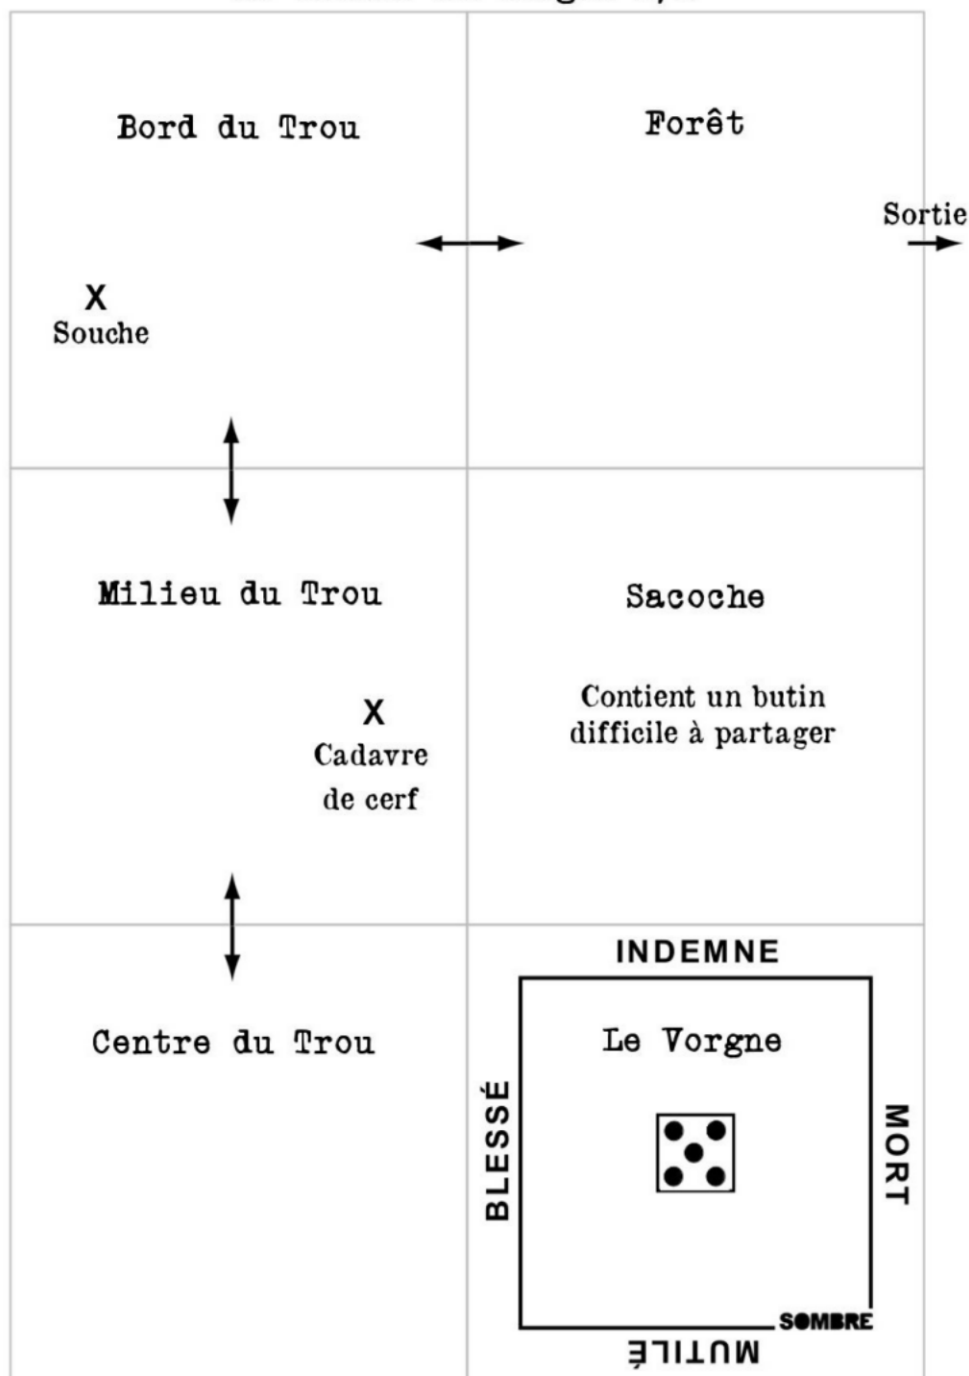 Bord du Trou
Forêt
Sortie
X
Souche
Milieu du Trou
Sacoche
Contient un butin
difficile à partager
X
Cadavre
de cerf
Centre du Trou
INDEMNE
Le Vorgne
BLESSÉ
MORT
SOMBRE
MUTILÉ